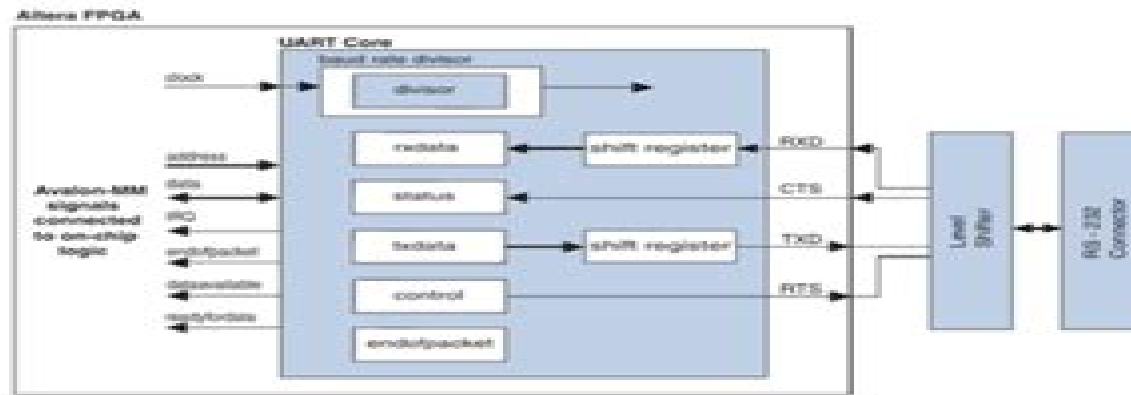 Altera FPGA
UART Core
baud rate divisor
clock
divisor
rxdata
shift register
RXD
address
data
status
CTS
Avalon-MM
signals
connected
to on-chip
logic
IRQ
txdata
shift register
TXD
endofpacket
dataavailable
control
RTS
readyfordata
endofpacket
Level
Shifter
RS-232
Connector